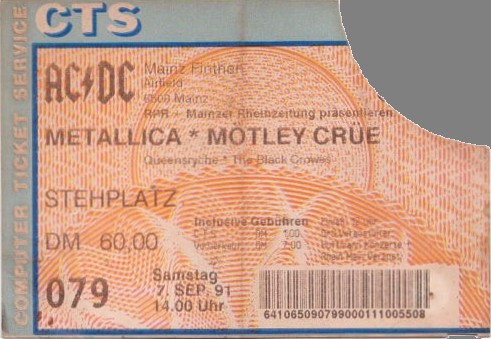 CTS
COMPUTER TICKET SERVICE
AC⚡DC
Mainz Finthen
Airfield
6500 Mainz
RPR + Mainzer Rheinzeitung präsentieren
METALLICA * MÖTLEY CRUE
Queensryche * The Black Crowes
STEHPLATZ
DM 60,00
Inclusive Gebühren
079
Samstag
7. SEP. 91
14.00 Uhr
641065090799000111005508